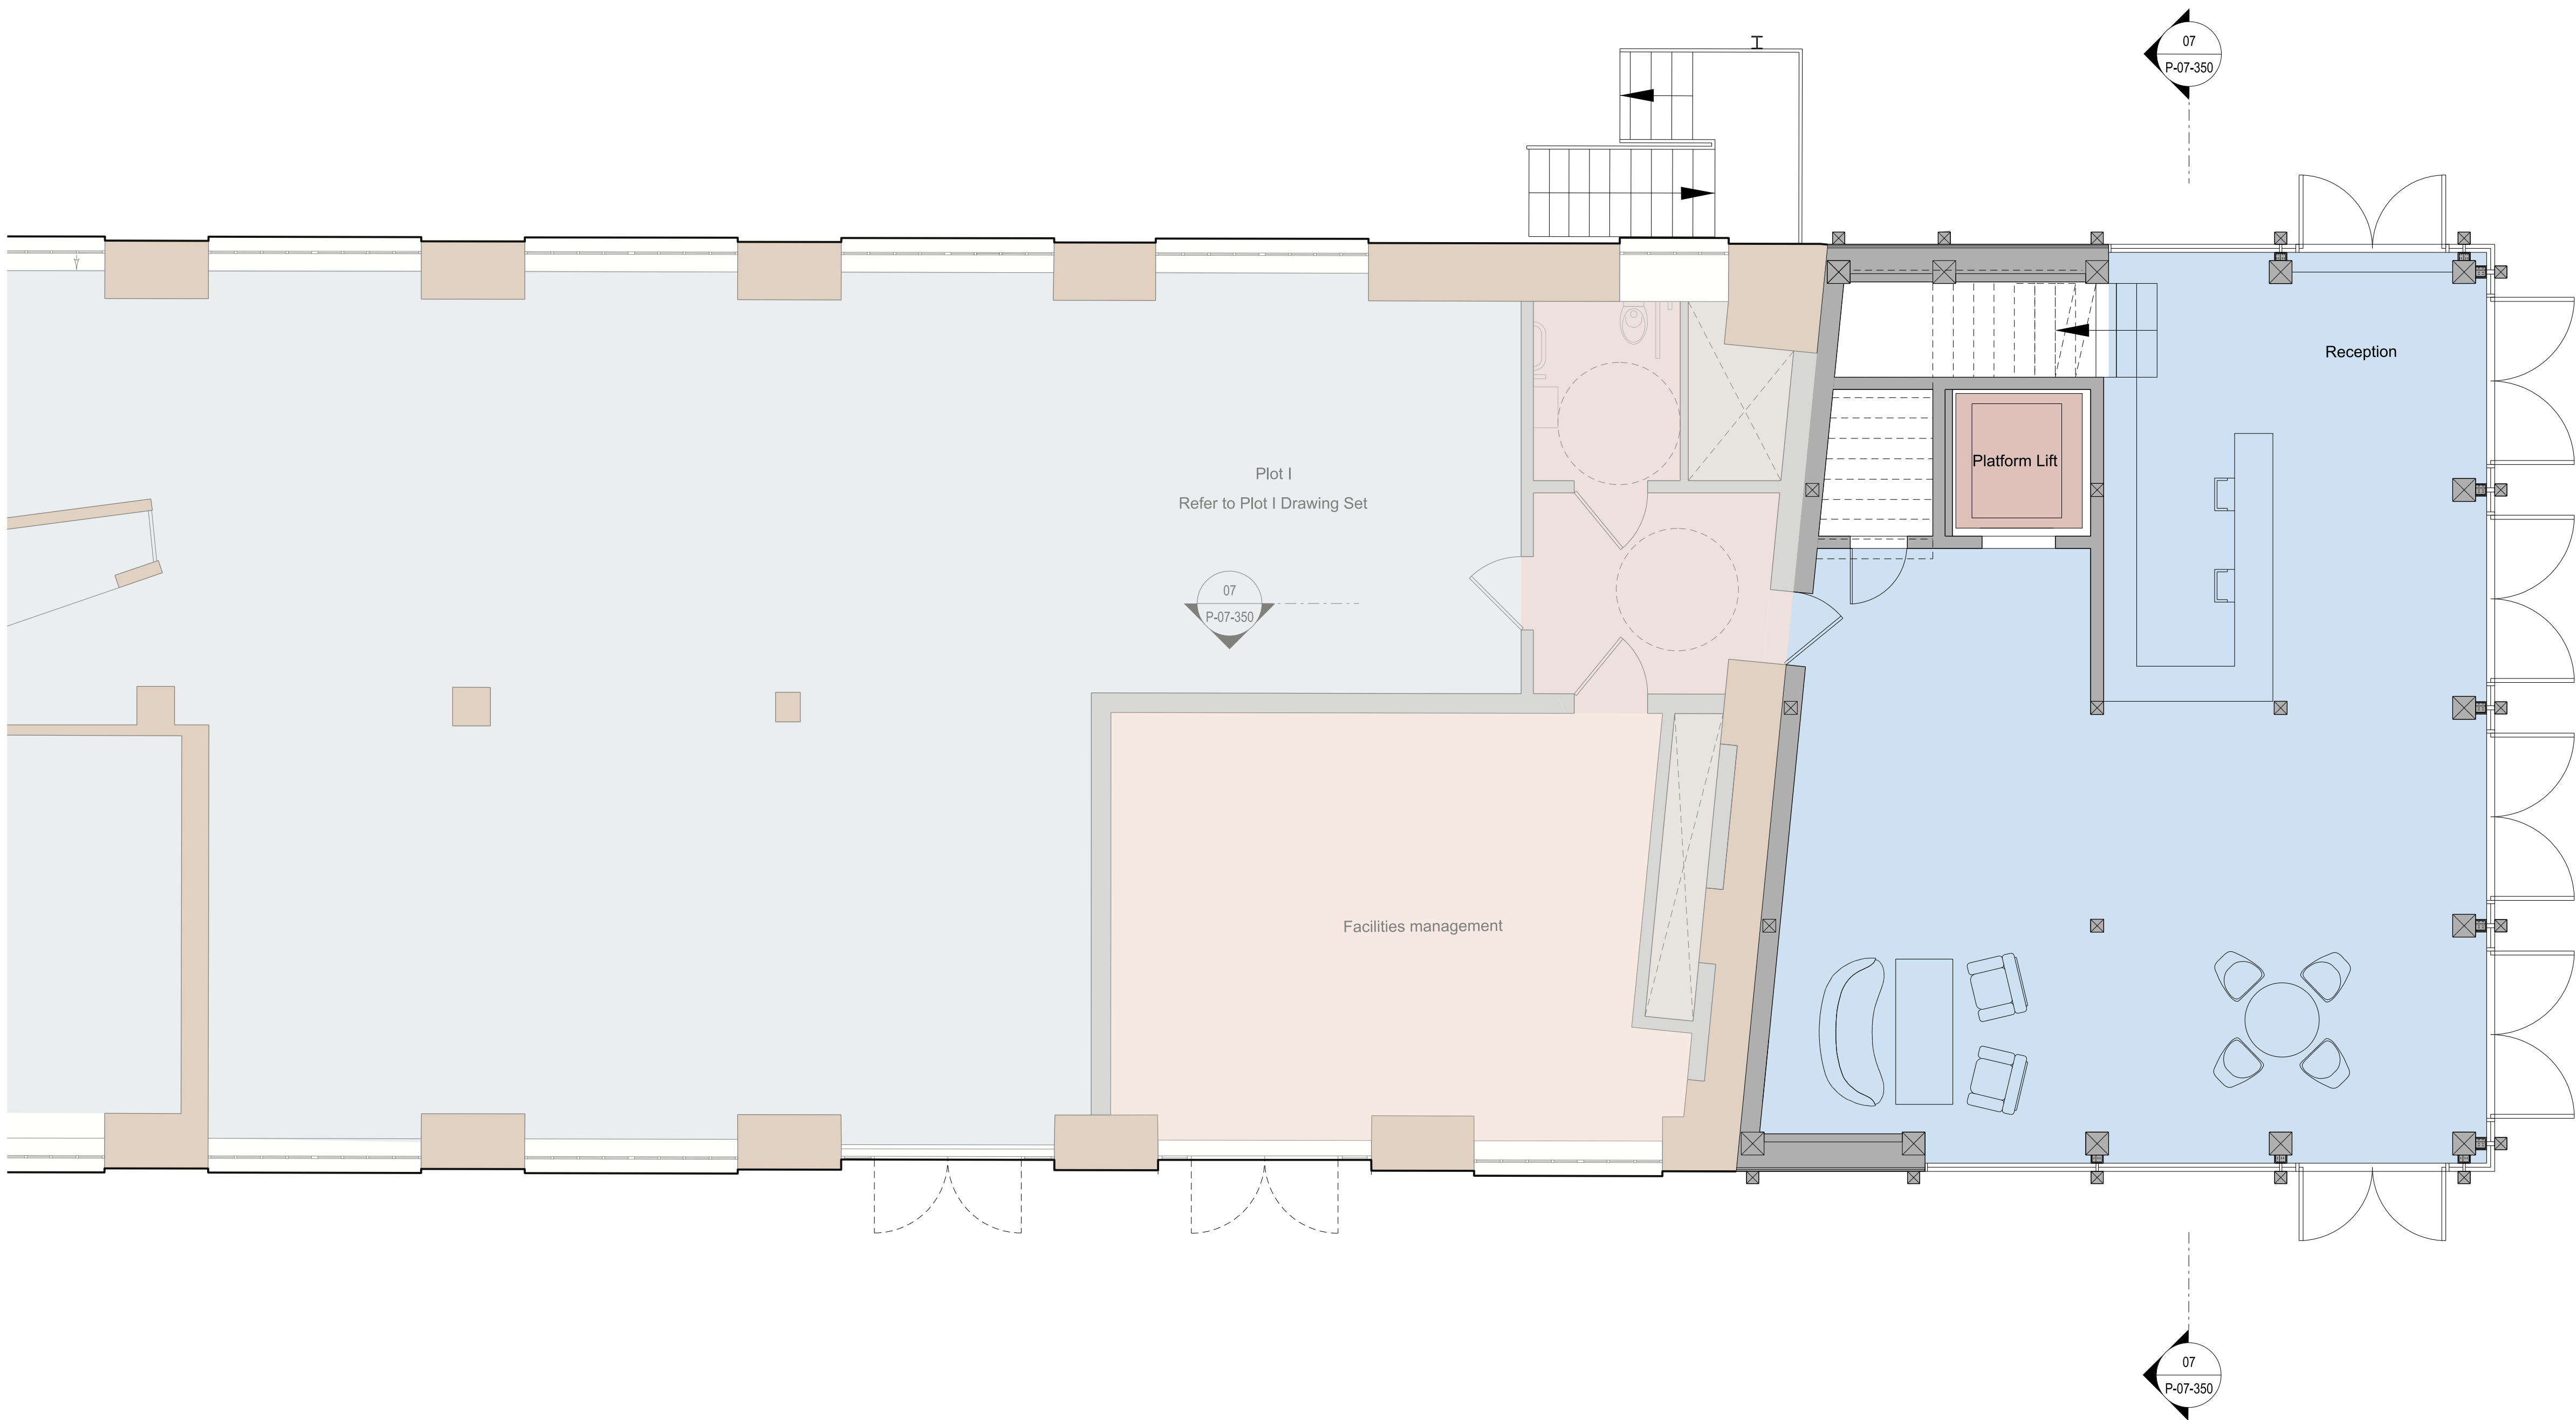 07
P-07-350
Reception
Platform Lift
Plot I
Refer to Plot I Drawing Set
07
P-07-350
Facilities management
07
P-07-350